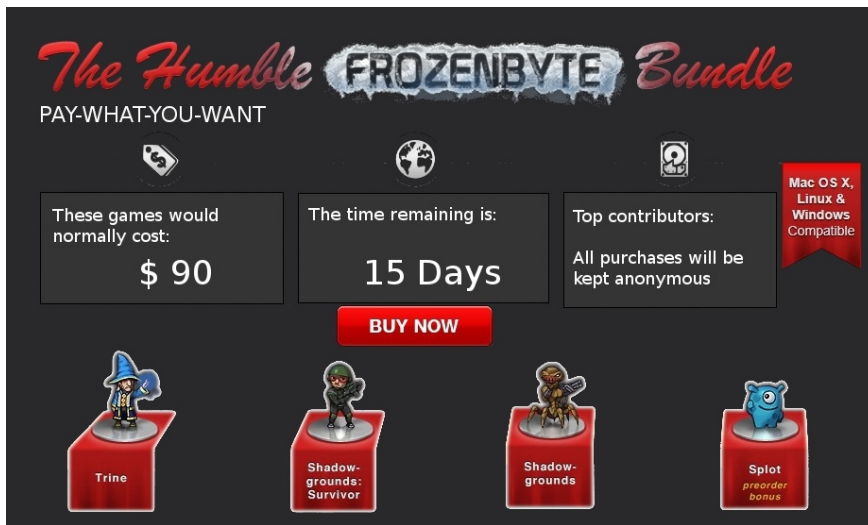 The Humble FROZENBYTE Bundle
PAY-WHAT-YOU-WANT
These games would
normally cost:
$ 90
The time remaining is:
15 Days
Top contributors:
All purchases will be
kept anonymous
Mac OS X,
Linux &
Windows
Compatible
BUY NOW
Trine
Shadow-
grounds:
Survivor
Shadow-
grounds
Splot
preorder
bonus